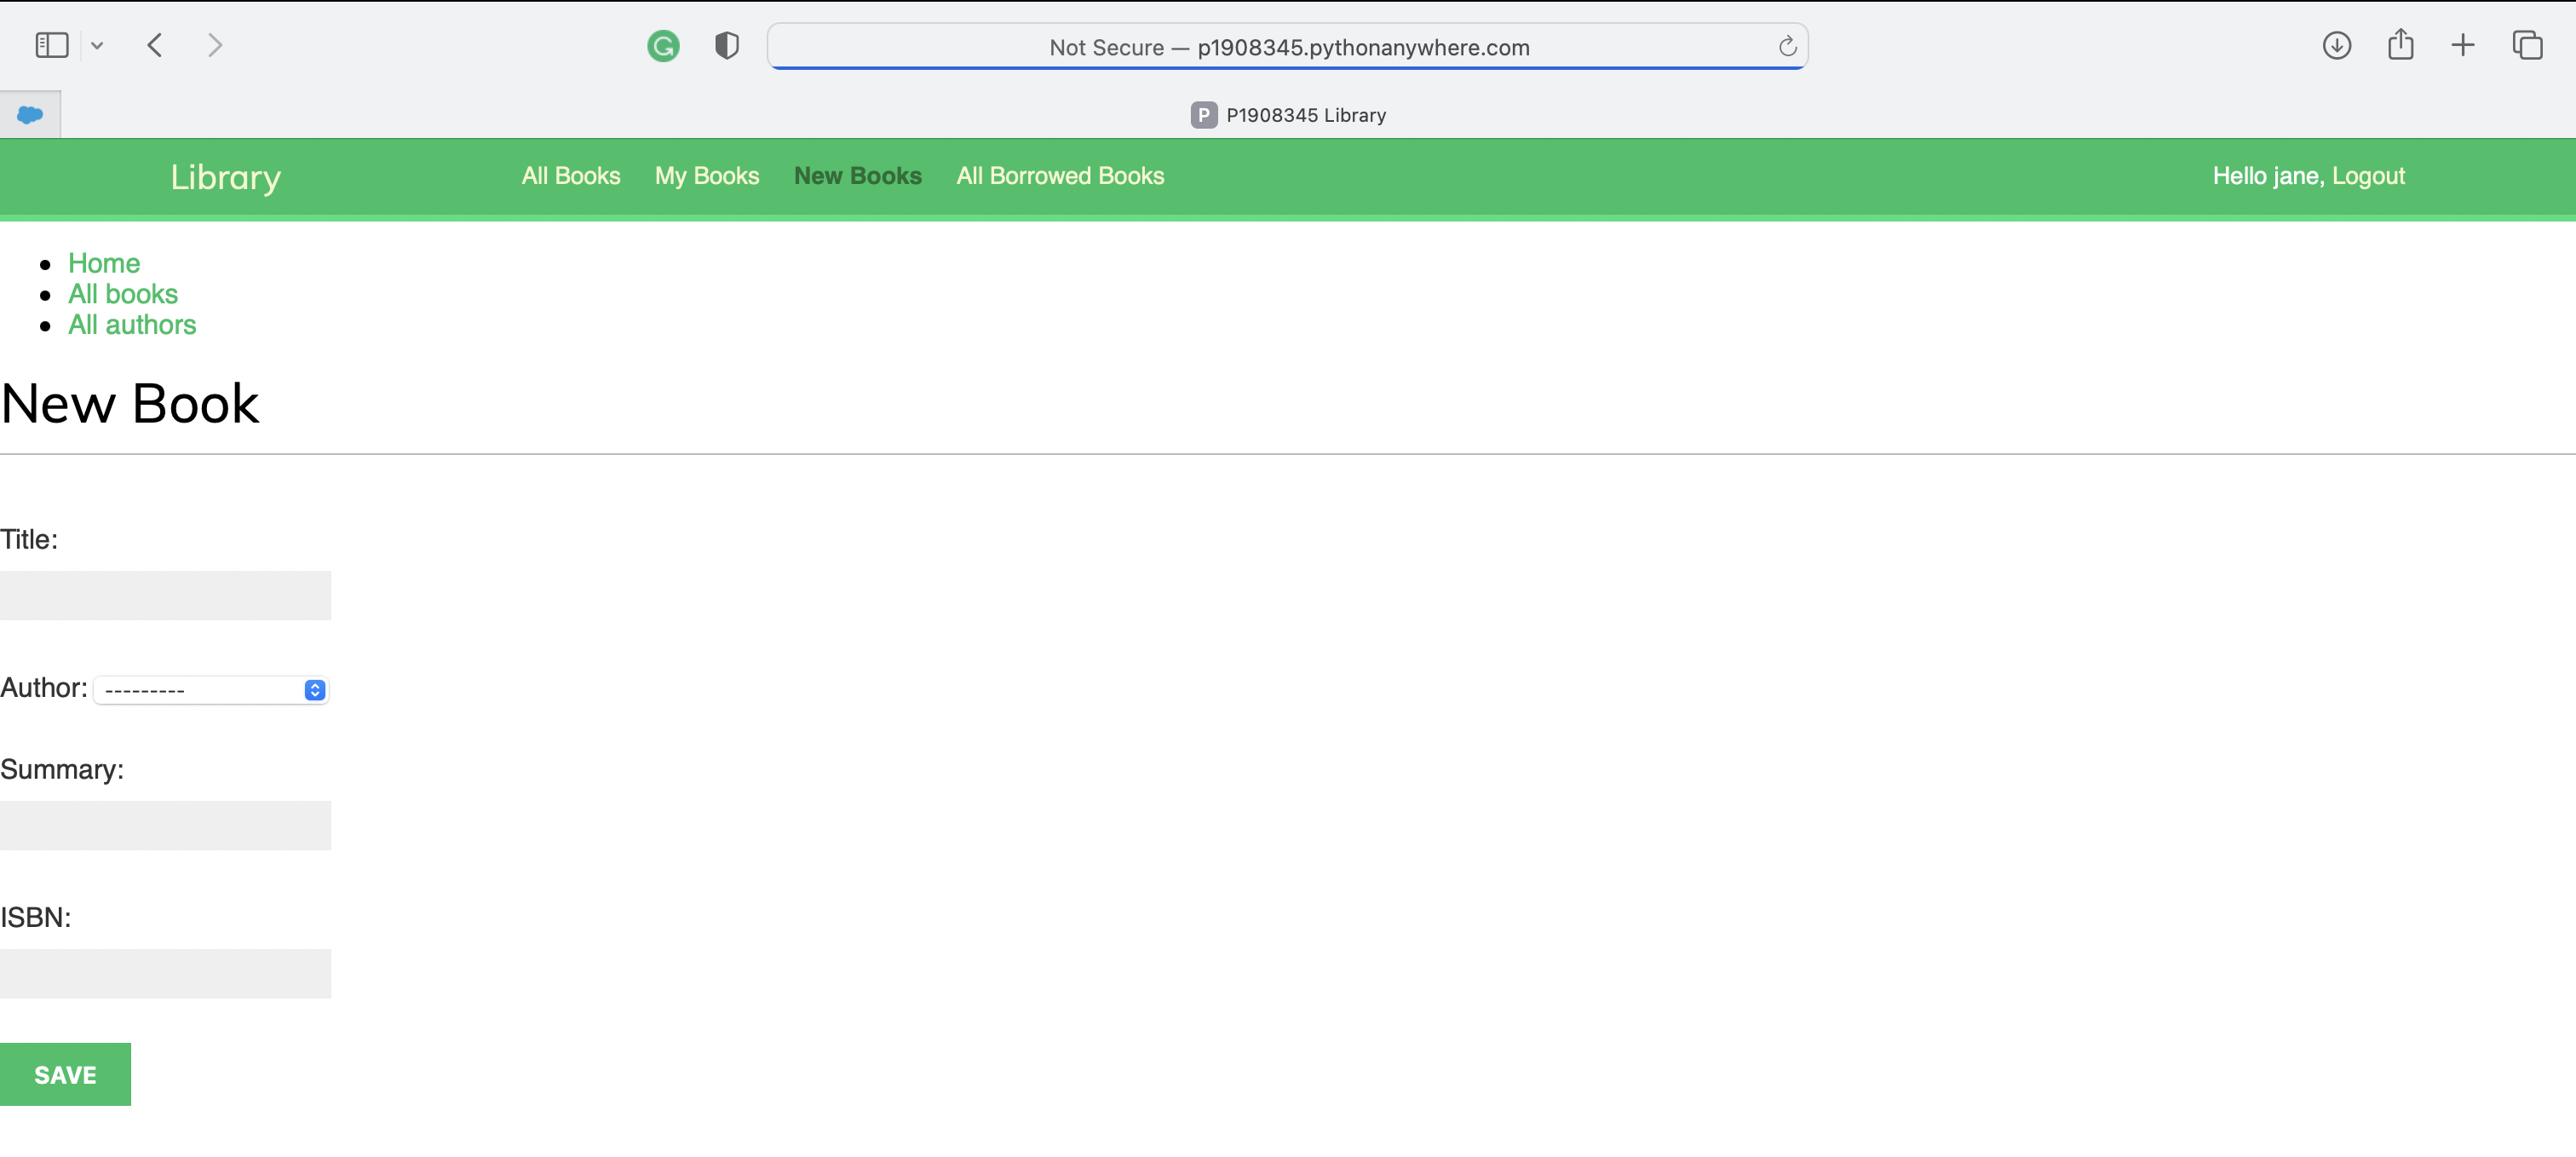 Not Secure — p1908345.pythonanywhere.com
P P1908345 Library
Library All Books My Books New Books All Borrowed Books Hello jane, Logout
Home
All books
All authors
New Book
Title:
Author: ---------
Summary:
ISBN:
SAVE